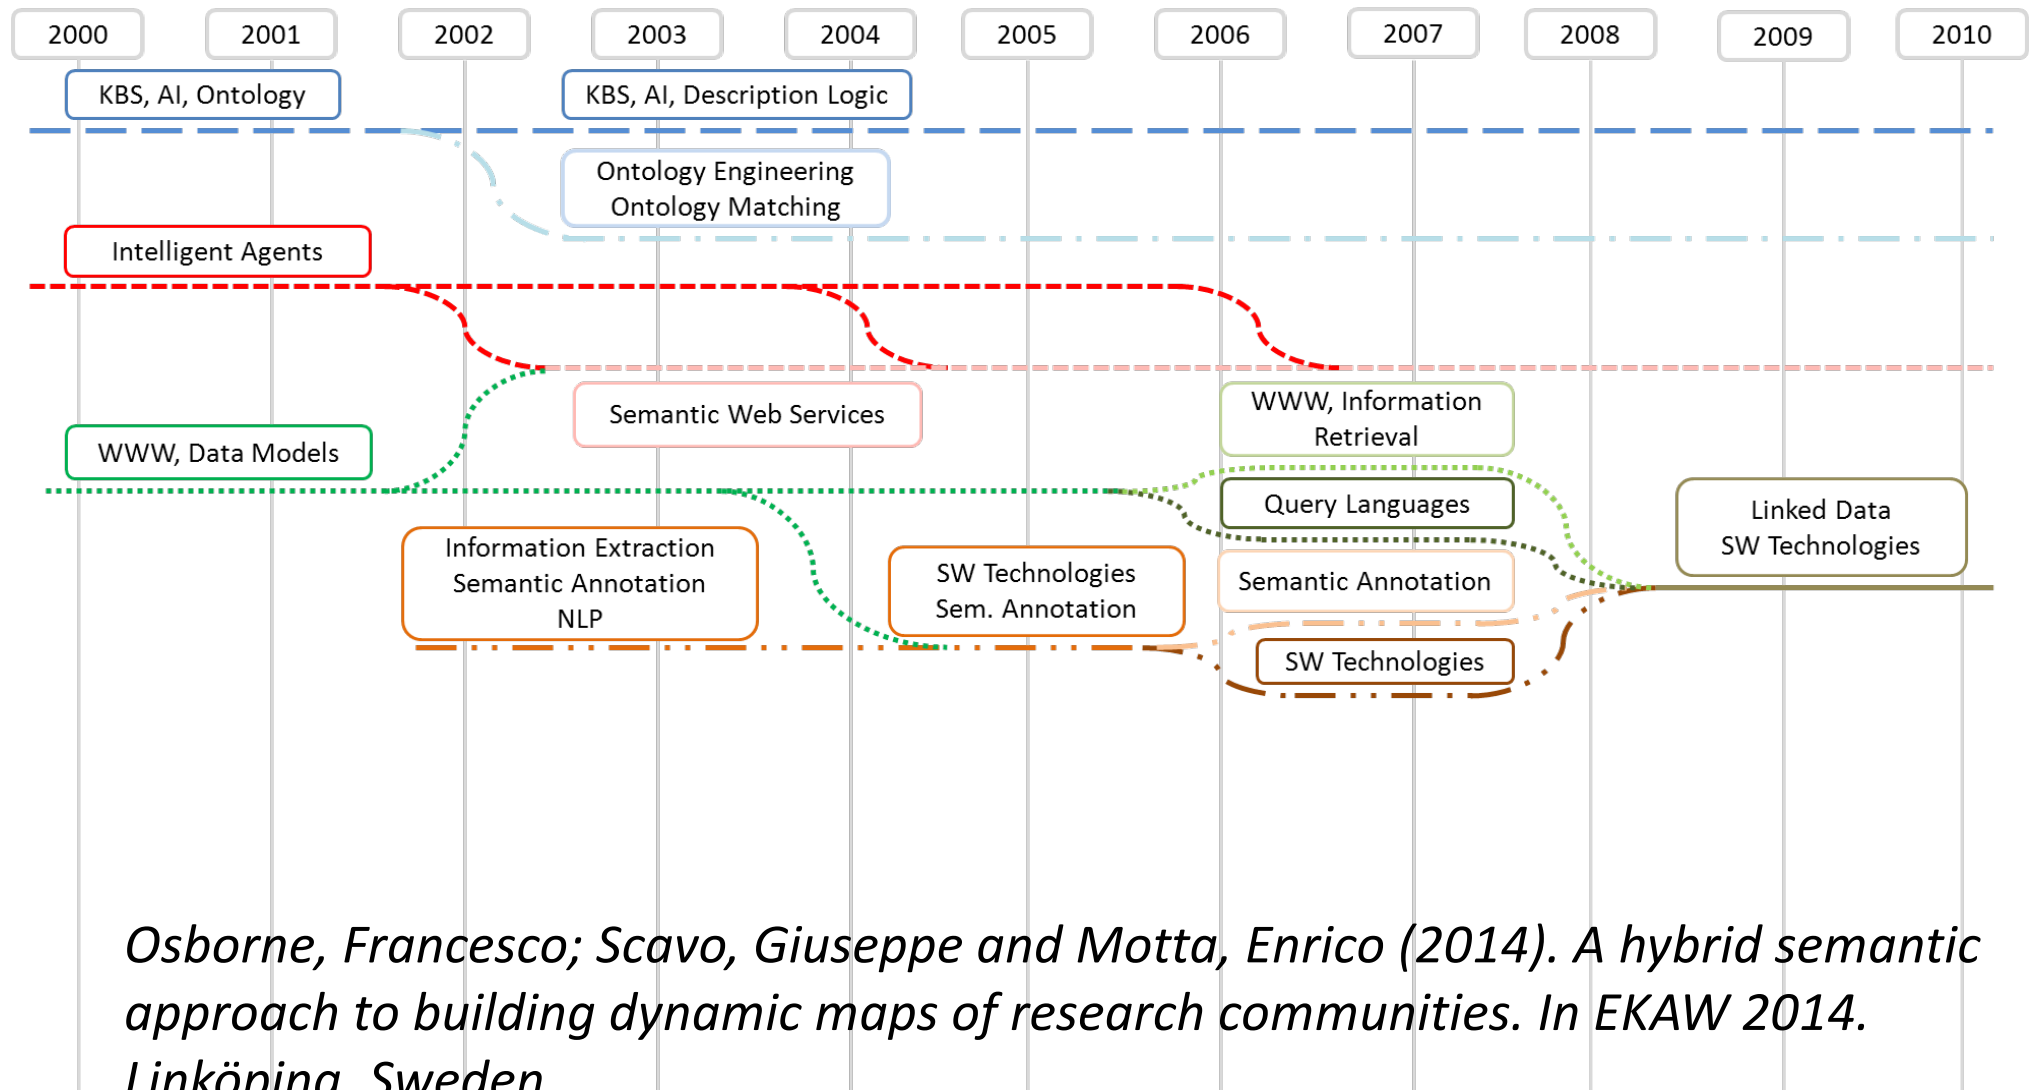 2000 2001 2002 2003 2004 2005 2006 2007 2008 2009 2010
KBS, AI, Ontology
KBS, AI, Description Logic
Ontology Engineering
Ontology Matching
Intelligent Agents
Semantic Web Services
WWW, Information
Retrieval
WWW, Data Models
Query Languages
Linked Data
SW Technologies
Information Extraction
Semantic Annotation
NLP
SW Technologies
Sem. Annotation
Semantic Annotation
SW Technologies
Osborne, Francesco; Scavo, Giuseppe and Motta, Enrico (2014). A hybrid semantic
approach to building dynamic maps of research communities. In EKAW 2014.
Linköping, Sweden